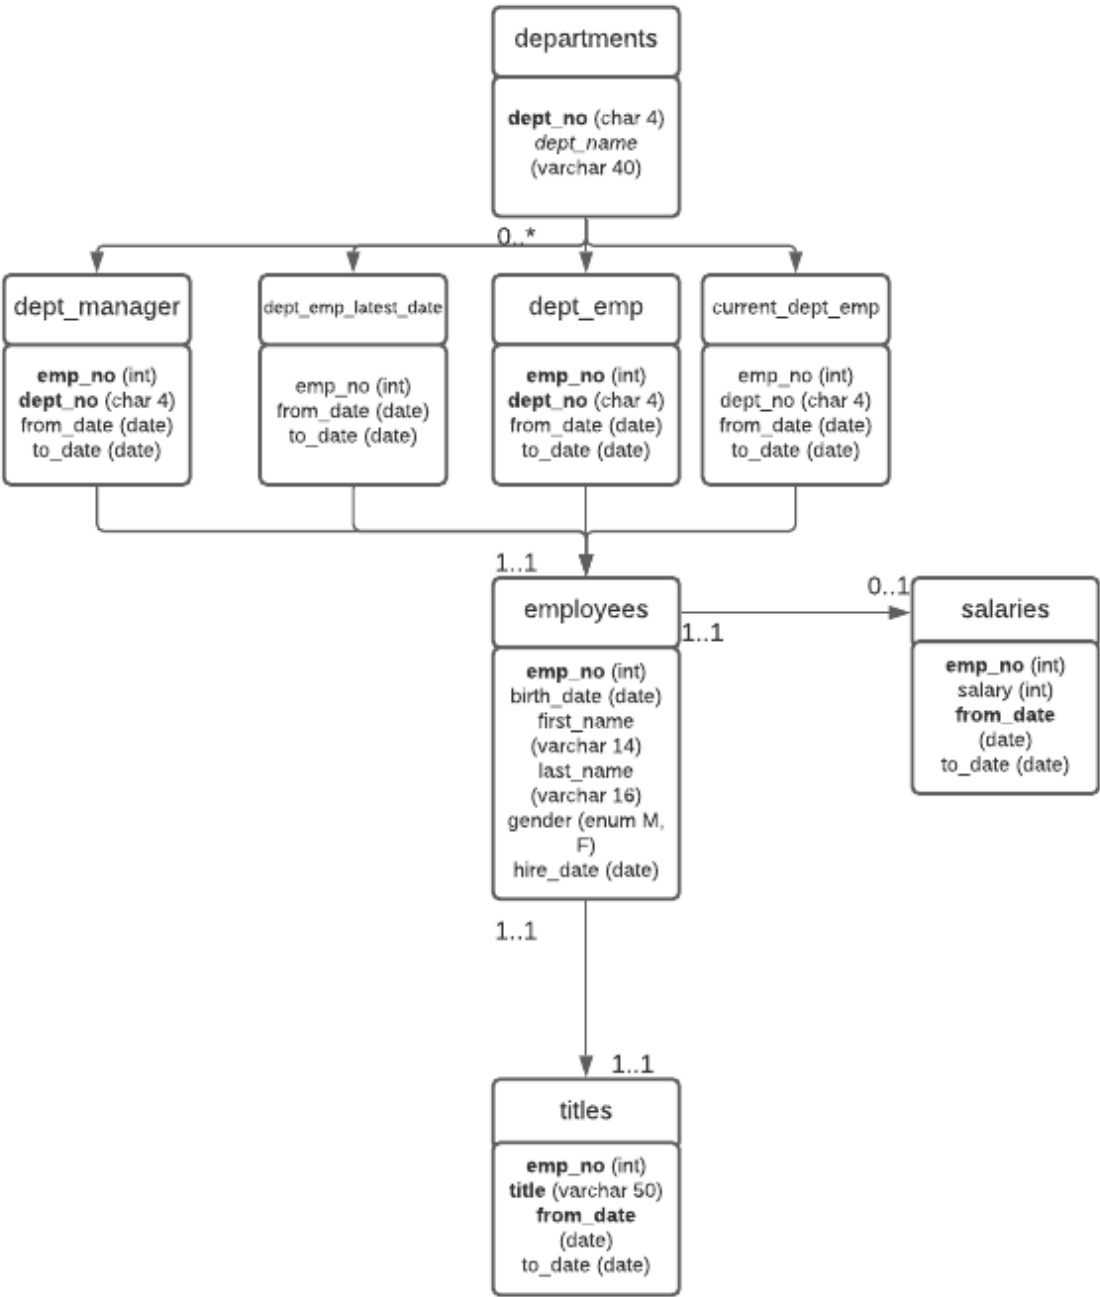 departments
dept_no (char 4)
dept_name
(varchar 40)
0..*
dept_manager
emp_no (int)
dept_no (char 4)
from_date (date)
to_date (date)
dept_emp_latest_date
emp_no (int)
from_date (date)
to_date (date)
dept_emp
emp_no (int)
dept_no (char 4)
from_date (date)
to_date (date)
current_dept_emp
emp_no (int)
dept_no (char 4)
from_date (date)
to_date (date)
1..1
employees
emp_no (int)
birth_date (date)
first_name
(varchar 14)
last_name
(varchar 16)
gender (enum M,
F)
hire_date (date)
1..1
0..1
salaries
emp_no (int)
salary (int)
from_date
(date)
to_date (date)
1..1
1..1
titles
emp_no (int)
title (varchar 50)
from_date
(date)
to_date (date)